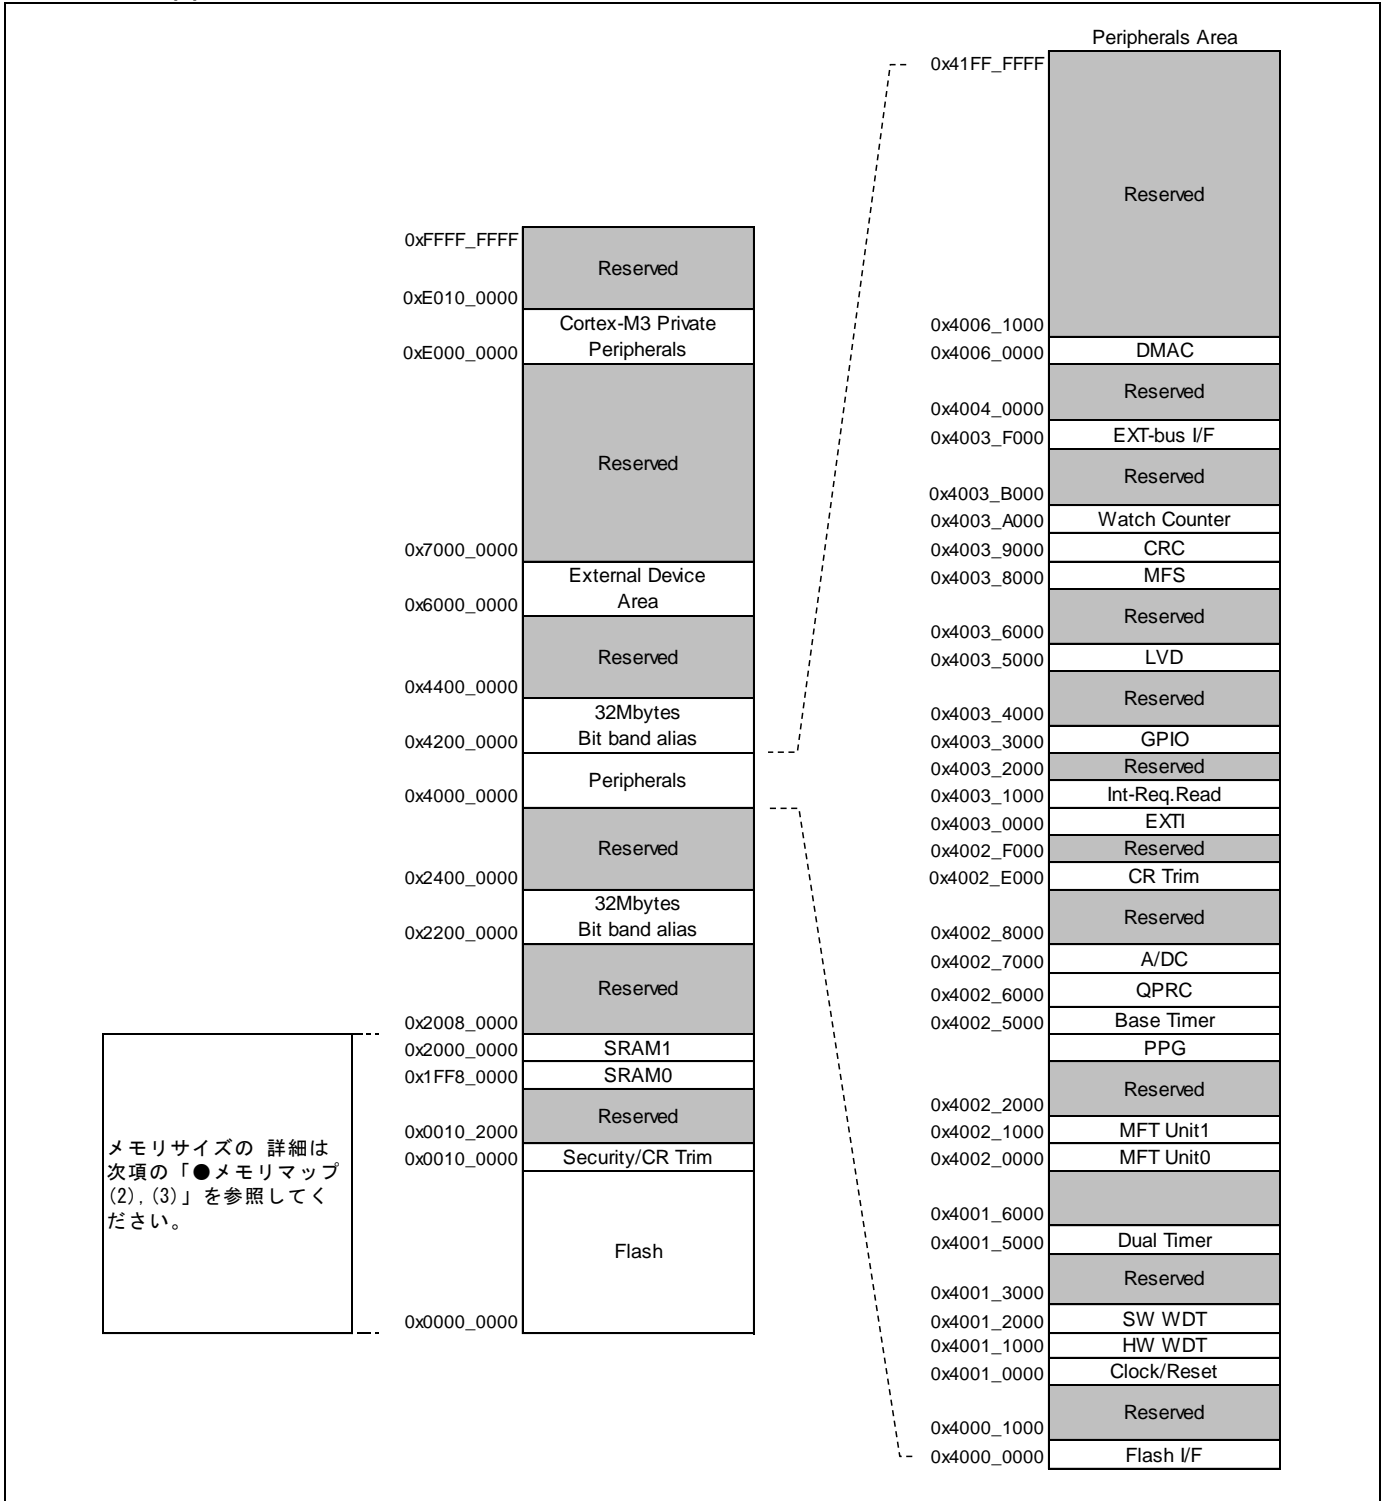 0xFFFF_FFFF
Reserved
0xE010_0000
Cortex-M3 Private
Peripherals
0xE000_0000
Reserved
0x7000_0000
External Device
Area
0x6000_0000
Reserved
0x4400_0000
32Mbytes
Bit band alias
0x4200_0000
Peripherals
0x4000_0000
Reserved
0x2400_0000
32Mbytes
Bit band alias
0x2200_0000
Reserved
0x2008_0000
SRAM1
0x2000_0000
SRAM0
0x1FF8_0000
Reserved
0x0010_2000
Security/CR Trim
0x0010_0000
Flash
0x0000_0000
メモリサイズの 詳細は
次項の「●メモリマップ
(2),(3)」を参照してく
ださい。
Peripherals Area
0x41FF_FFFF
Reserved
0x4006_1000
DMAC
0x4006_0000
Reserved
0x4004_0000
EXT-bus I/F
0x4003_F000
Reserved
0x4003_B000
Watch Counter
0x4003_A000
CRC
0x4003_9000
MFS
0x4003_8000
Reserved
0x4003_6000
LVD
0x4003_5000
Reserved
0x4003_4000
GPIO
0x4003_3000
Reserved
0x4003_2000
Int-Req.Read
0x4003_1000
EXTI
0x4003_0000
Reserved
0x4002_F000
CR Trim
0x4002_E000
Reserved
0x4002_8000
A/DC
0x4002_7000
QPRC
0x4002_6000
Base Timer
0x4002_5000
PPG
Reserved
0x4002_2000
MFT Unit1
0x4002_1000
MFT Unit0
0x4002_0000
0x4001_6000
Dual Timer
0x4001_5000
Reserved
0x4001_3000
SW WDT
0x4001_2000
HW WDT
0x4001_1000
Clock/Reset
0x4001_0000
Reserved
0x4000_1000
Flash I/F
0x4000_0000